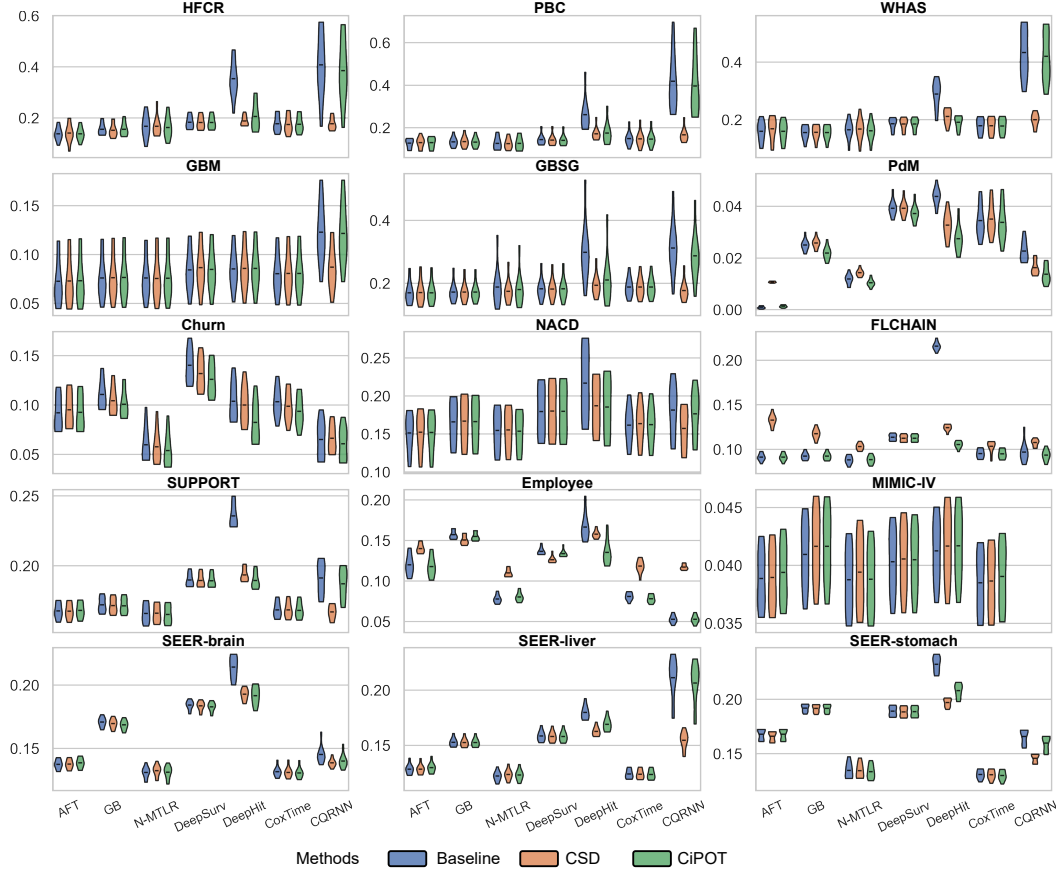 HFCR
PBC
WHAS
0.6
0.4
0.2
0.6
0.4
0.2
0.4
0.2
GBM
GBSG
PdM
0.15
0.10
0.05
0.4
0.2
0.04
0.02
0.00
Churn
NACD
FLCHAIN
0.15
0.10
0.05
0.25
0.20
0.15
0.10
0.20
0.15
0.10
SUPPORT
Employee
MIMIC-IV
0.25
0.20
0.20
0.15
0.10
0.05
0.045
0.040
0.035
SEER-brain
SEER-liver
SEER-stomach
0.20
0.15
0.20
0.15
0.20
0.15
AFT GB N-MTLR DeepSurv DeepHit CoxTime CQRNN
AFT GB N-MTLR DeepSurv DeepHit CoxTime CQRNN
AFT GB N-MTLR DeepSurv DeepHit CoxTime CQRNN
Methods Baseline CSD CiPOT